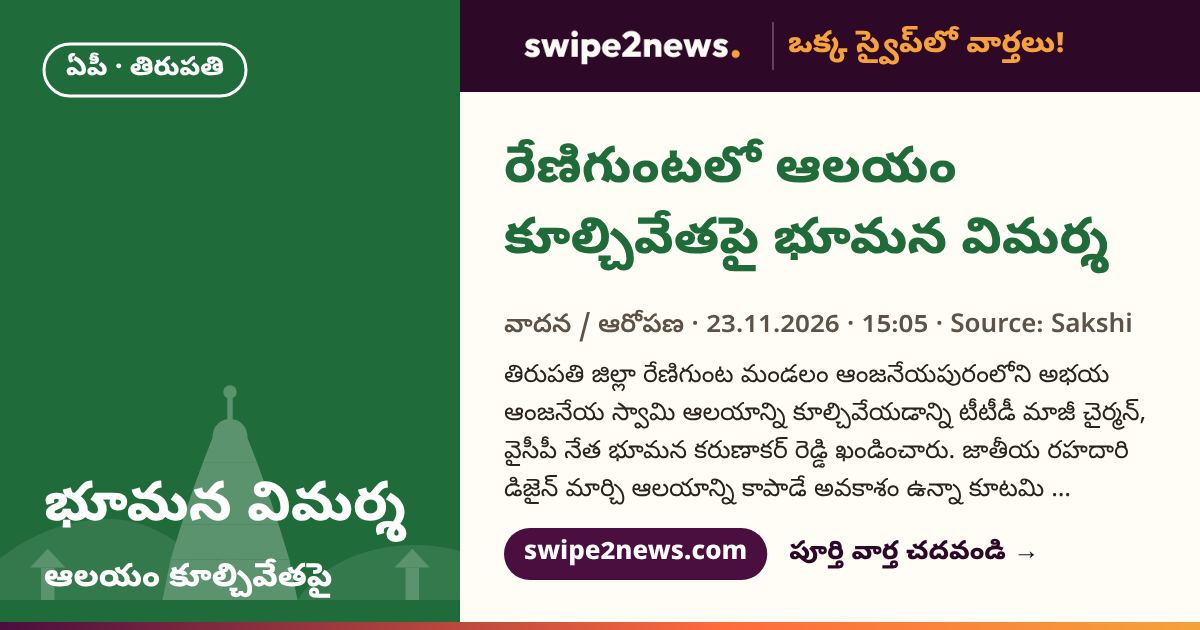 ఏపీ · తిరుపతి
swipe2news.
ఒక్క స్వైప్‌లో వార్తలు!
రేణిగుంటలో ఆలయం
కూల్చివేతపై భూమన విమర్శ
వాదన / ఆరోపణ · 23.11.2026 · 15:05 · Source: Sakshi
తిరుపతి జిల్లా రేణిగుంట మండలం ఆంజనేయపురంలోని అభయ
ఆంజనేయ స్వామి ఆలయాన్ని కూల్చివేయడాన్ని టీటీడీ మాజీ చైర్మన్,
వైసీపీ నేత భూమన కరుణాకర్ రెడ్డి ఖండించారు. జాతీయ రహదారి
డిజైన్ మార్చి ఆలయాన్ని కాపాడే అవకాశం ఉన్నా కూటమి ...
భూమన విమర్శ
ఆలయం కూల్చివేతపై
swipe2news.com
పూర్తి వార్త చదవండి →